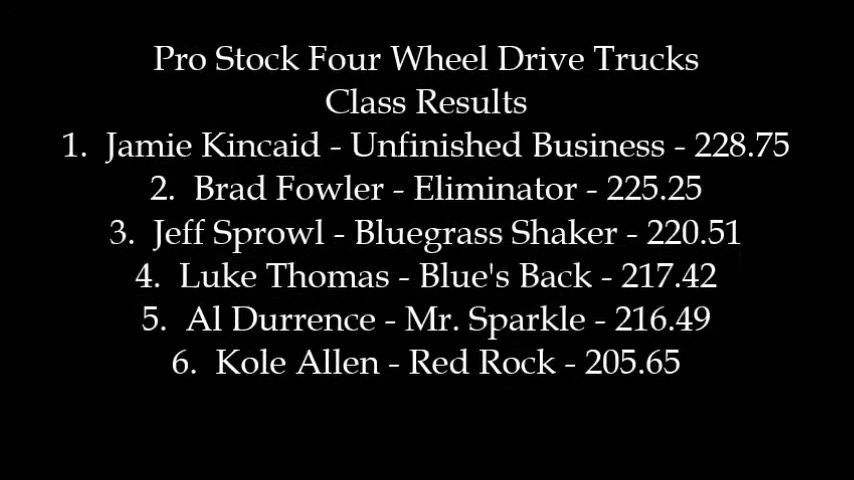 Pro Stock Four Wheel Drive Trucks
Class Results
1. Jamie Kincaid - Unfinished Business - 228.75
2. Brad Fowler - Eliminator - 225.25
3. Jeff Sprowl - Bluegrass Shaker - 220.51
4. Luke Thomas - Blue's Back - 217.42
5. Al Durrence - Mr. Sparkle - 216.49
6. Kole Allen - Red Rock - 205.65